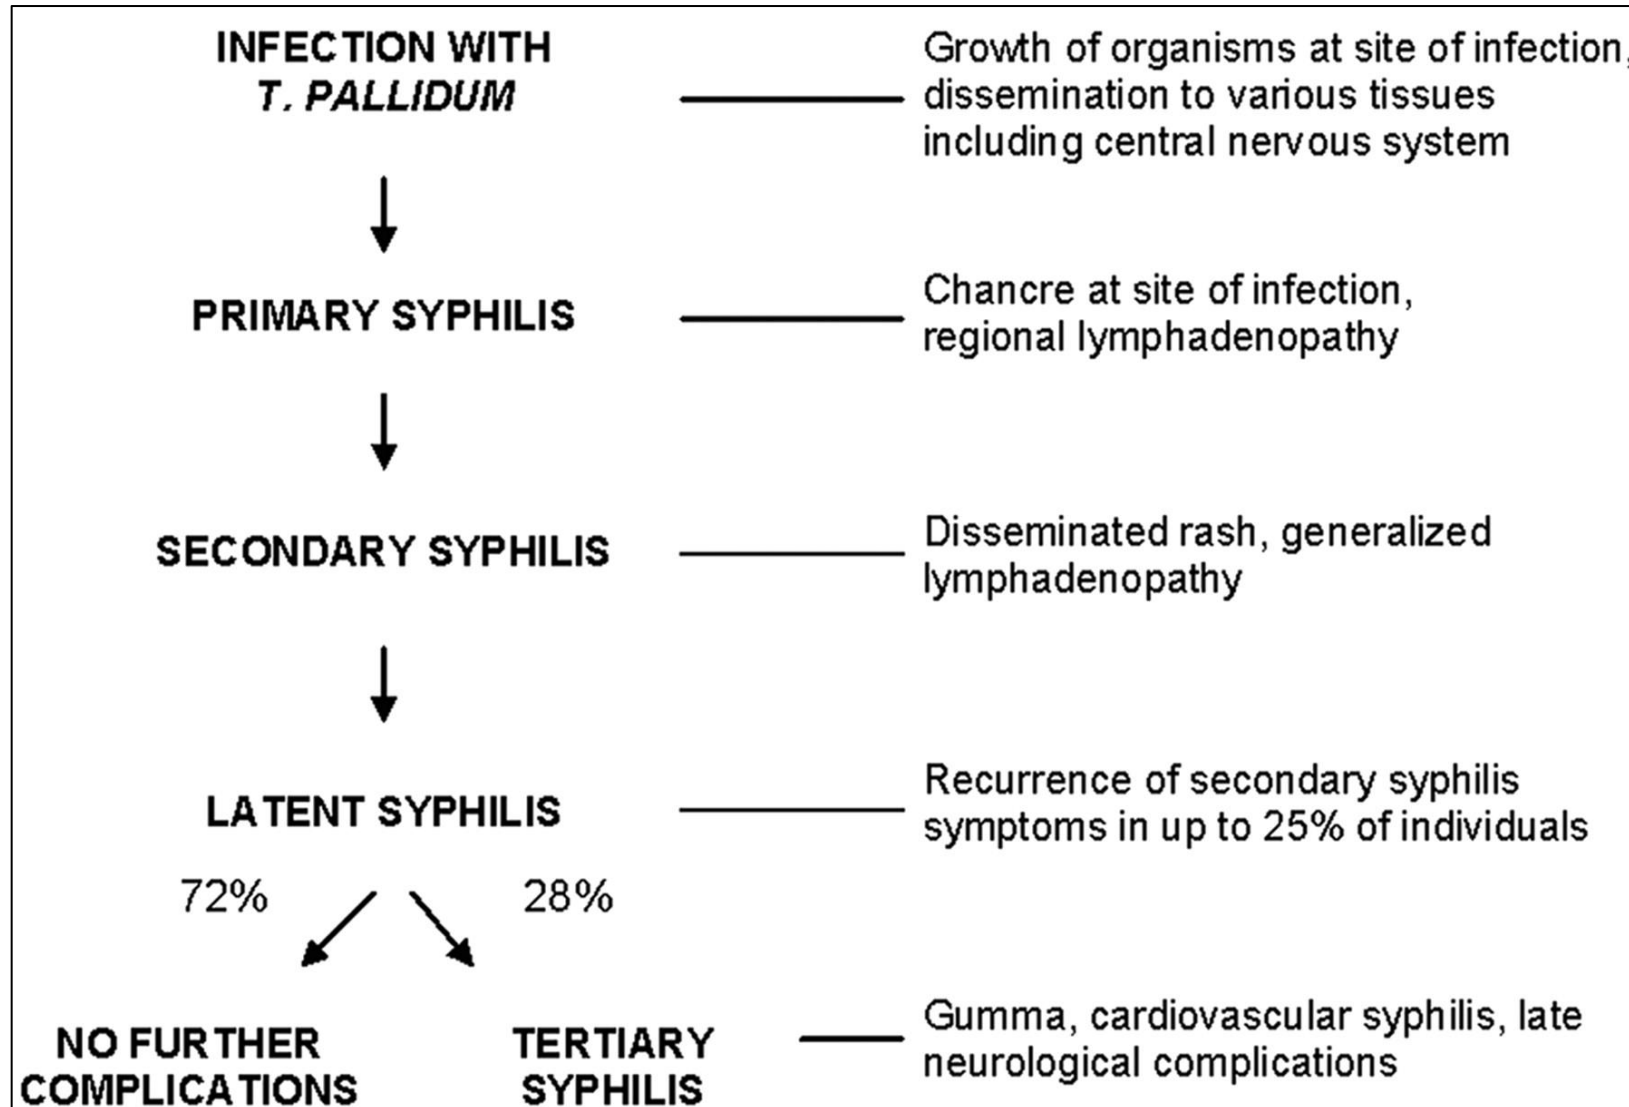 INFECTION WITH
T. PALLIDUM
Growth of organisms at site of infection,
dissemination to various tissues
including central nervous system
PRIMARY SYPHILIS
Chancre at site of infection,
regional lymphadenopathy
SECONDARY SYPHILIS
Disseminated rash, generalized
lymphadenopathy
LATENT SYPHILIS
Recurrence of secondary syphilis
symptoms in up to 25% of individuals
72%
28%
NO FURTHER
COMPLICATIONS
TERTIARY
SYPHILIS
Gumma, cardiovascular syphilis, late
neurological complications